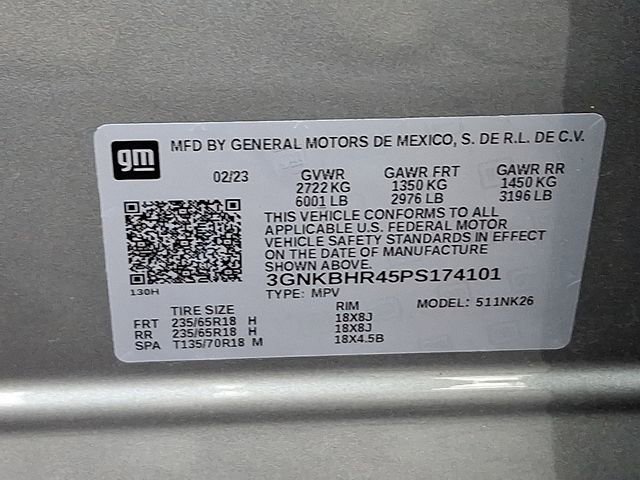 gm
MFD BY GENERAL MOTORS DE MEXICO, S. DE R.L. DE C.V.
02/23 GVWR GAWR FRT GAWR RR
2722 KG 1350 KG 1450 KG
6001 LB 2976 LB 3196 LB
THIS VEHICLE CONFORMS TO ALL
APPLICABLE U.S. FEDERAL MOTOR
VEHICLE SAFETY STANDARDS IN EFFECT
ON THE DATE OF MANUFACTURE
SHOWN ABOVE.
3GNKBHR45PS174101
130H
TYPE: MPV MODEL: 511NK26
TIRE SIZE RIM
FRT 235/65R18 H 18X8J
RR 235/65R18 H 18X8J
SPA T135/70R18 M 18X4.5B